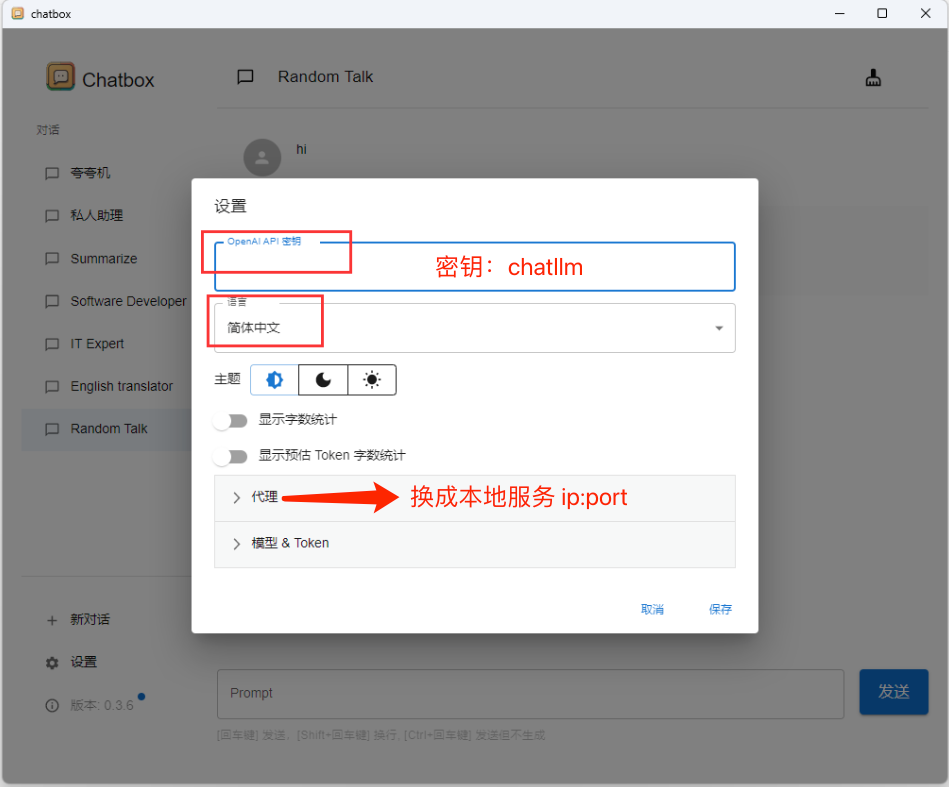 chatbox
Chatbox
Random Talk
对话
hi
夸夸机
私人助理
Summarize
Software Developer
IT Expert
English translator
Random Talk
设置
OpenAI API 密钥
密钥：chatllm
语言
简体中文
主题
显示字数统计
显示预估 Token 字数统计
代理
换成本地服务 ip:port
模型 & Token
取消
保存
新对话
设置
版本: 0.3.6
Prompt
发送
[回车键] 发送，[Shift+回车键] 换行, [Ctrl+回车键] 发送但不生成